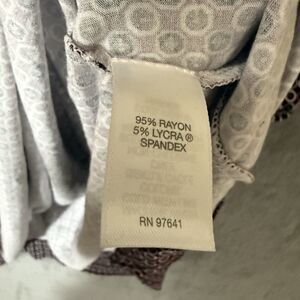 95% RAYON
5% LYCRA®
SPANDEX
RN 97641